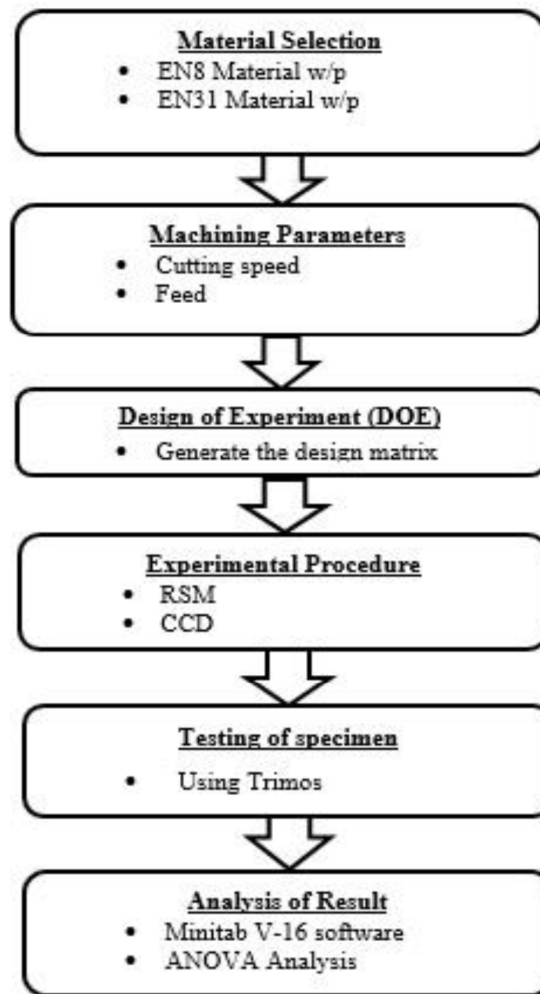 Material Selection
• EN8 Material w/p
• EN31 Material w/p
Machining Parameters
• Cutting speed
• Feed
Design of Experiment (DOE)
• Generate the design matrix
Experimental Procedure
• RSM
• CCD
Testing of specimen
• Using Trimos
Analysis of Result
• Minitab V-16 software
• ANOVA Analysis